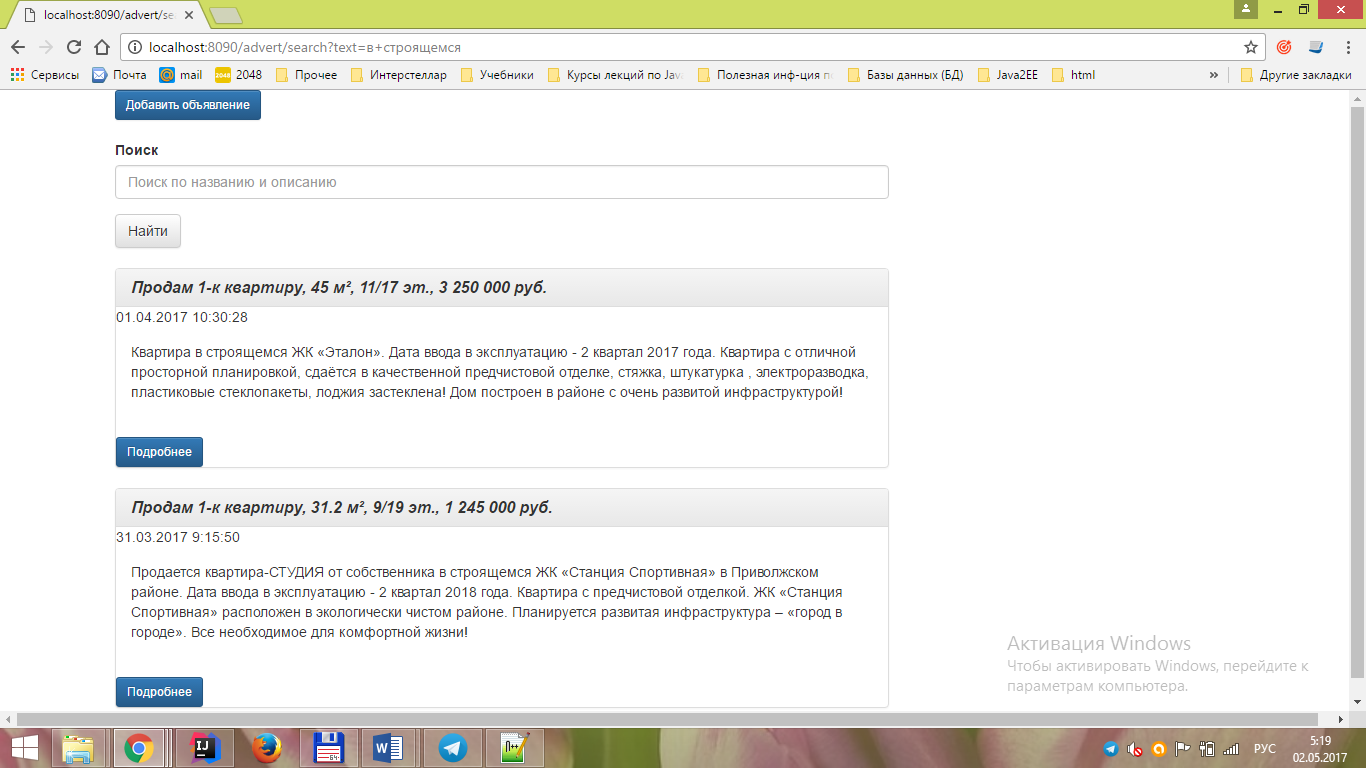 localhost:8090/advert/sea
localhost:8090/advert/search?text=в+строящемся
Сервисы Почта mail 2048 Прочее Интерстеллар Учебники Курсы лекций по Java Полезная инф-ция п Базы данных (БД) Java2EE html » Другие закладки
Добавить объявление
Поиск
Поиск по названию и описанию
Найти
Продам 1-к квартиру, 45 м², 11/17 эт., 3 250 000 руб.
01.04.2017 10:30:28
Квартира в строящемся ЖК «Эталон». Дата ввода в эксплуатацию - 2 квартал 2017 года. Квартира с отличной
просторной планировкой, сдаётся в качественной предчистовой отделке, стяжка, штукатурка , электроразводка,
пластиковые стеклопакеты, лоджия застеклена! Дом построен в районе с очень развитой инфраструктурой!
Подробнее
Продам 1-к квартиру, 31.2 м², 9/19 эт., 1 245 000 руб.
31.03.2017 9:15:50
Продается квартира-СТУДИЯ от собственника в строящемся ЖК «Станция Спортивная» в Приволжском
районе. Дата ввода в эксплуатацию - 2 квартал 2018 года. Квартира с предчистовой отделкой. ЖК «Станция
Спортивная» расположен в экологически чистом районе. Планируется развитая инфраструктура – «город в
городе». Все необходимое для комфортной жизни!
Подробнее
Активация Windows
Чтобы активировать Windows, перейдите к
параметрам компьютера.
РУС
5:19
02.05.2017